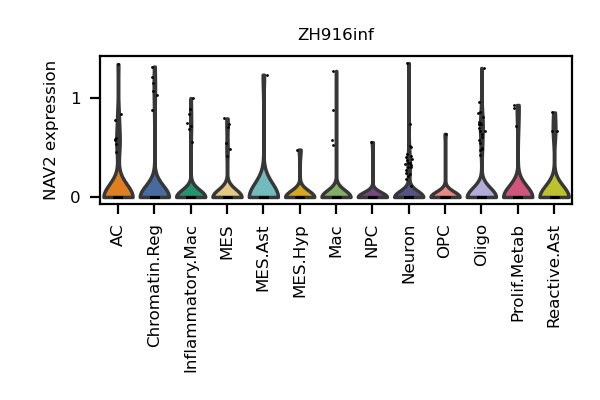 ZH916inf
NAV2 expression
1
0
AC
Chromatin.Reg
Inflammatory.Mac
MES
MES.Ast
MES.Hyp
Mac
NPC
Neuron
OPC
Oligo
Prolif.Metab
Reactive.Ast